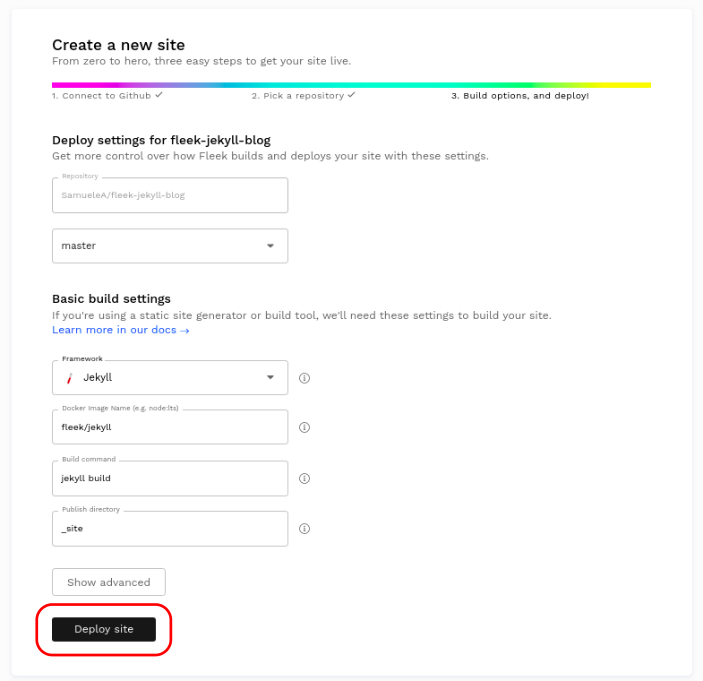 Create a new site
From zero to hero, three easy steps to get your site live.
1. Connect to Github ✓
2. Pick a repository ✓
3. Build options, and deploy!
Deploy settings for fleek-jekyll-blog
Get more control over how Fleek builds and deploys your site with these settings.
Repository
SamueleA/fleek-jekyll-blog
master
Basic build settings
If you're using a static site generator or build tool, we'll need these settings to build your site.
Learn more in our docs →
Framework
Jekyll
Docker Image Name (e.g. node:lts)
fleek/jekyll
Build command
jekyll build
Publish directory
_site
Show advanced
Deploy site